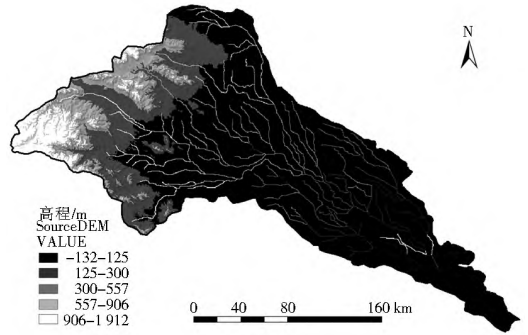 N
高程/m
SourceDEM
VALUE
-132-125
125-300
300-557
557-906
906-1 912
0 40 80 160 km